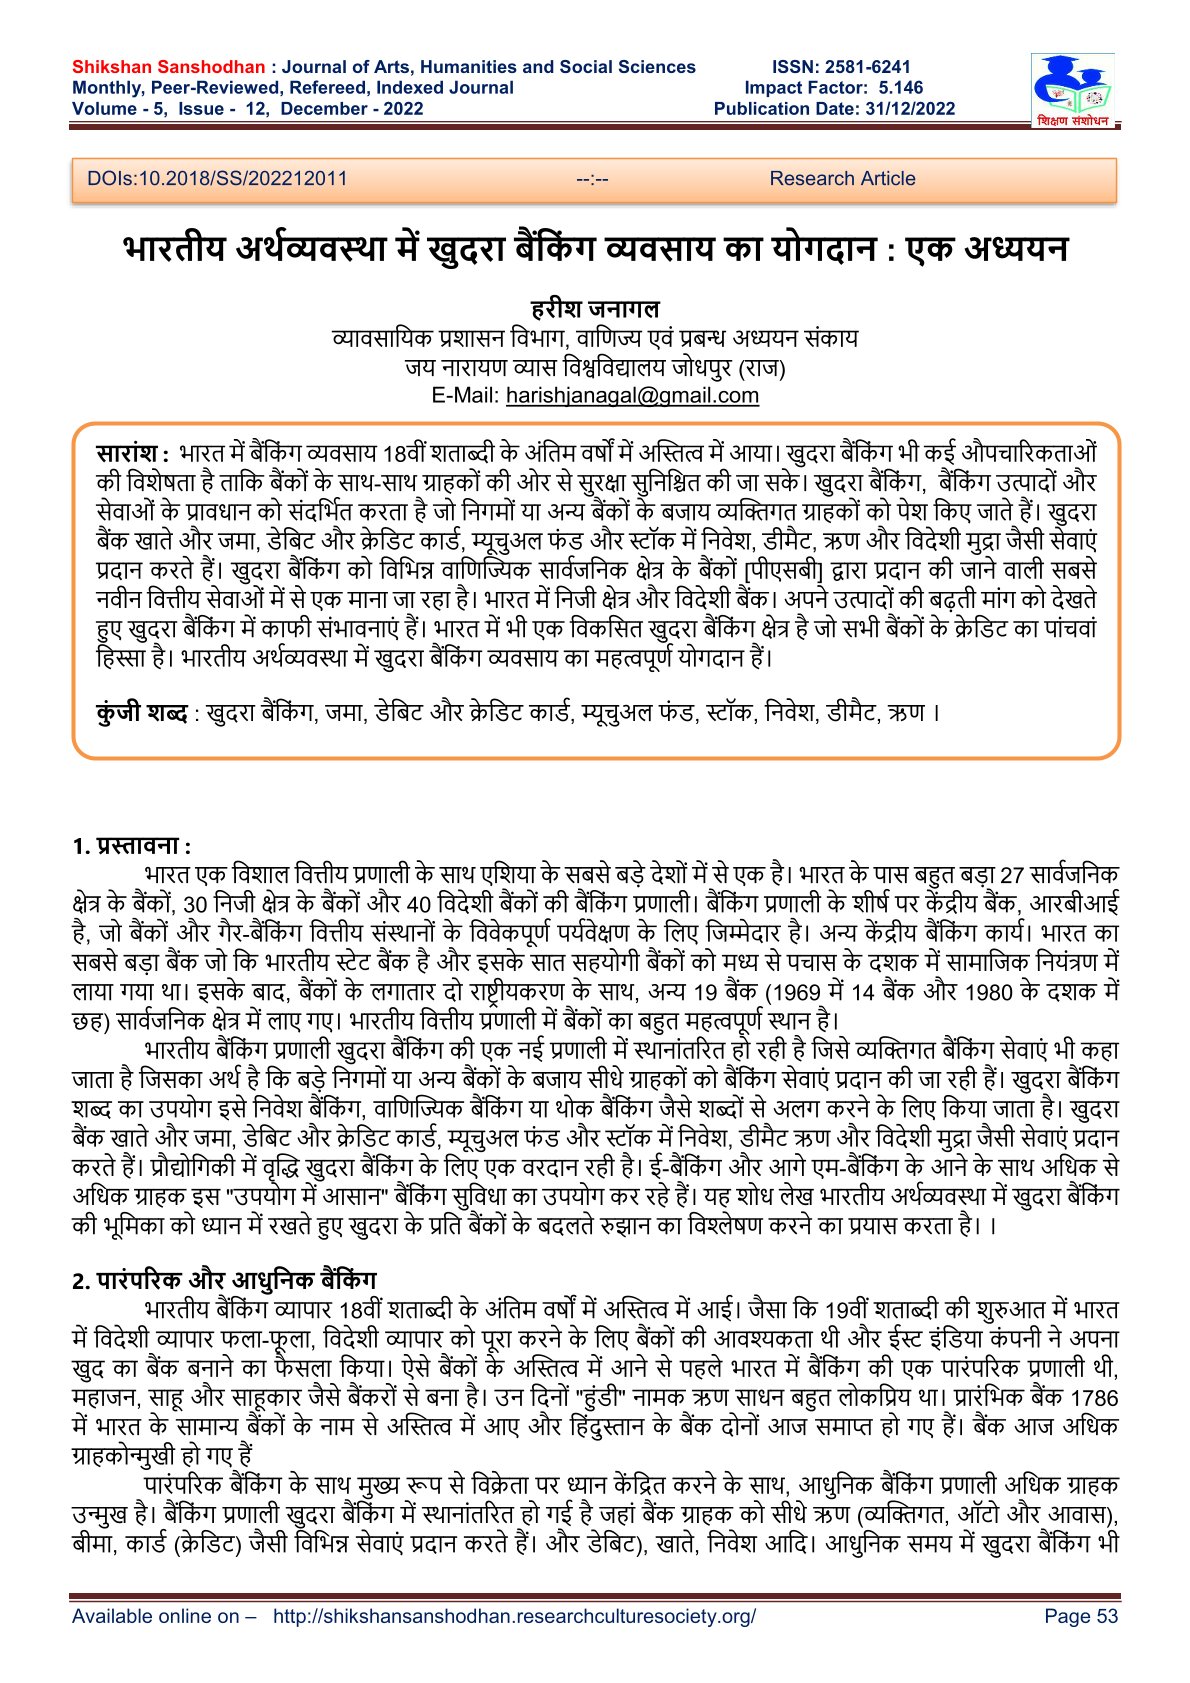 Shikshan Sanshodhan : Journal of Arts, Humanities and Social Sciences ISSN: 2581-6241
Monthly, Peer-Reviewed, Refereed, Indexed Journal Impact Factor: 5.146
Volume - 5, Issue - 12, December - 2022 Publication Date: 31/12/2022
शिक्षण संशोधन
DOIs:10.2018/SS/202212011 --:-- Research Article
भारतीय अर्थव्यवस्था में खुदरा बैंकिंग व्यवसाय का योगदान : एक अध्ययन
हरीश जनागल
व्यावसायिक प्रशासन विभाग, वाणिज्य एवं प्रबन्ध अध्ययन संकाय
जय नारायण व्यास विश्वविद्यालय जोधपुर (राज)
E-Mail: harishjanagal@gmail.com
सारांश : भारत में बैंकिंग व्यवसाय 18वीं शताब्दी के अंतिम वर्षों में अस्तित्व में आया। खुदरा बैंकिंग भी कई औपचारिकताओं
की विशेषता है ताकि बैंकों के साथ-साथ ग्राहकों की ओर से सुरक्षा सुनिश्चित की जा सके। खुदरा बैंकिंग, बैंकिंग उत्पादों और
सेवाओं के प्रावधान को संदर्भित करता है जो निगमों या अन्य बैंकों के बजाय व्यक्तिगत ग्राहकों को पेश किए जाते हैं। खुदरा
बैंक खाते और जमा, डेबिट और क्रेडिट कार्ड, म्यूचुअल फंड और स्टॉक में निवेश, डीमैट, ऋण और विदेशी मुद्रा जैसी सेवाएं
प्रदान करते हैं। खुदरा बैंकिंग को विभिन्न वाणिज्यिक सार्वजनिक क्षेत्र के बैंकों [पीएसबी] द्वारा प्रदान की जाने वाली सबसे
नवीन वित्तीय सेवाओं में से एक माना जा रहा है। भारत में निजी क्षेत्र और विदेशी बैंक। अपने उत्पादों की बढ़ती मांग को देखते
हुए खुदरा बैंकिंग में काफी संभावनाएं हैं। भारत में भी एक विकसित खुदरा बैंकिंग क्षेत्र है जो सभी बैंकों के क्रेडिट का पांचवां
हिस्सा है। भारतीय अर्थव्यवस्था में खुदरा बैंकिंग व्यवसाय का महत्वपूर्ण योगदान हैं।
कुंजी शब्द : खुदरा बैंकिंग, जमा, डेबिट और क्रेडिट कार्ड, म्यूचुअल फंड, स्टॉक, निवेश, डीमैट, ऋण ।
1. प्रस्तावना :
भारत एक विशाल वित्तीय प्रणाली के साथ एशिया के सबसे बड़े देशों में से एक है। भारत के पास बहुत बड़ा 27 सार्वजनिक
क्षेत्र के बैंकों, 30 निजी क्षेत्र के बैंकों और 40 विदेशी बैंकों की बैंकिंग प्रणाली। बैंकिंग प्रणाली के शीर्ष पर केंद्रीय बैंक, आरबीआई
है, जो बैंकों और गैर-बैंकिंग वित्तीय संस्थानों के विवेकपूर्ण पर्यवेक्षण के लिए जिम्मेदार है। अन्य केंद्रीय बैंकिंग कार्य। भारत का
सबसे बड़ा बैंक जो कि भारतीय स्टेट बैंक है और इसके सात सहयोगी बैंकों को मध्य से पचास के दशक में सामाजिक नियंत्रण में
लाया गया था। इसके बाद, बैंकों के लगातार दो राष्ट्रीयकरण के साथ, अन्य 19 बैंक (1969 में 14 बैंक और 1980 के दशक में
छह) सार्वजनिक क्षेत्र में लाए गए। भारतीय वित्तीय प्रणाली में बैंकों का बहुत महत्वपूर्ण स्थान है।
भारतीय बैंकिंग प्रणाली खुदरा बैंकिंग की एक नई प्रणाली में स्थानांतरित हो रही है जिसे व्यक्तिगत बैंकिंग सेवाएं भी कहा
जाता है जिसका अर्थ है कि बड़े निगमों या अन्य बैंकों के बजाय सीधे ग्राहकों को बैंकिंग सेवाएं प्रदान की जा रही हैं। खुदरा बैंकिंग
शब्द का उपयोग इसे निवेश बैंकिंग, वाणिज्यिक बैंकिंग या थोक बैंकिंग जैसे शब्दों से अलग करने के लिए किया जाता है। खुदरा
बैंक खाते और जमा, डेबिट और क्रेडिट कार्ड, म्यूचुअल फंड और स्टॉक में निवेश, डीमैट ऋण और विदेशी मुद्रा जैसी सेवाएं प्रदान
करते हैं। प्रौद्योगिकी में वृद्धि खुदरा बैंकिंग के लिए एक वरदान रही है। ई-बैंकिंग और आगे एम-बैंकिंग के आने के साथ अधिक से
अधिक ग्राहक इस "उपयोग में आसान" बैंकिंग सुविधा का उपयोग कर रहे हैं। यह शोध लेख भारतीय अर्थव्यवस्था में खुदरा बैंकिंग
की भूमिका को ध्यान में रखते हुए खुदरा के प्रति बैंकों के बदलते रुझान का विश्लेषण करने का प्रयास करता है। ।
2. पारंपरिक और आधुनिक बैंकिंग
भारतीय बैंकिंग व्यापार 18वीं शताब्दी के अंतिम वर्षों में अस्तित्व में आई। जैसा कि 19वीं शताब्दी की शुरुआत में भारत
में विदेशी व्यापार फला-फूला, विदेशी व्यापार को पूरा करने के लिए बैंकों की आवश्यकता थी और ईस्ट इंडिया कंपनी ने अपना
खुद का बैंक बनाने का फैसला किया। ऐसे बैंकों के अस्तित्व में आने से पहले भारत में बैंकिंग की एक पारंपरिक प्रणाली थी,
महाजन, साहू और साहूकार जैसे बैंकरों से बना है। उन दिनों "हुंडी" नामक ऋण साधन बहुत लोकप्रिय था। प्रारंभिक बैंक 1786
में भारत के सामान्य बैंकों के नाम से अस्तित्व में आए और हिंदुस्तान के बैंक दोनों आज समाप्त हो गए हैं। बैंक आज अधिक
ग्राहकोन्मुखी हो गए हैं
पारंपरिक बैंकिंग के साथ मुख्य रूप से विक्रेता पर ध्यान केंद्रित करने के साथ, आधुनिक बैंकिंग प्रणाली अधिक ग्राहक
उन्मुख है। बैंकिंग प्रणाली खुदरा बैंकिंग में स्थानांतरित हो गई है जहां बैंक ग्राहक को सीधे ऋण (व्यक्तिगत, ऑटो और आवास),
बीमा, कार्ड (क्रेडिट) जैसी विभिन्न सेवाएं प्रदान करते हैं। और डेबिट), खाते, निवेश आदि। आधुनिक समय में खुदरा बैंकिंग भी
Available online on – http://shikshansanshodhan.researchculturesociety.org/ Page 53